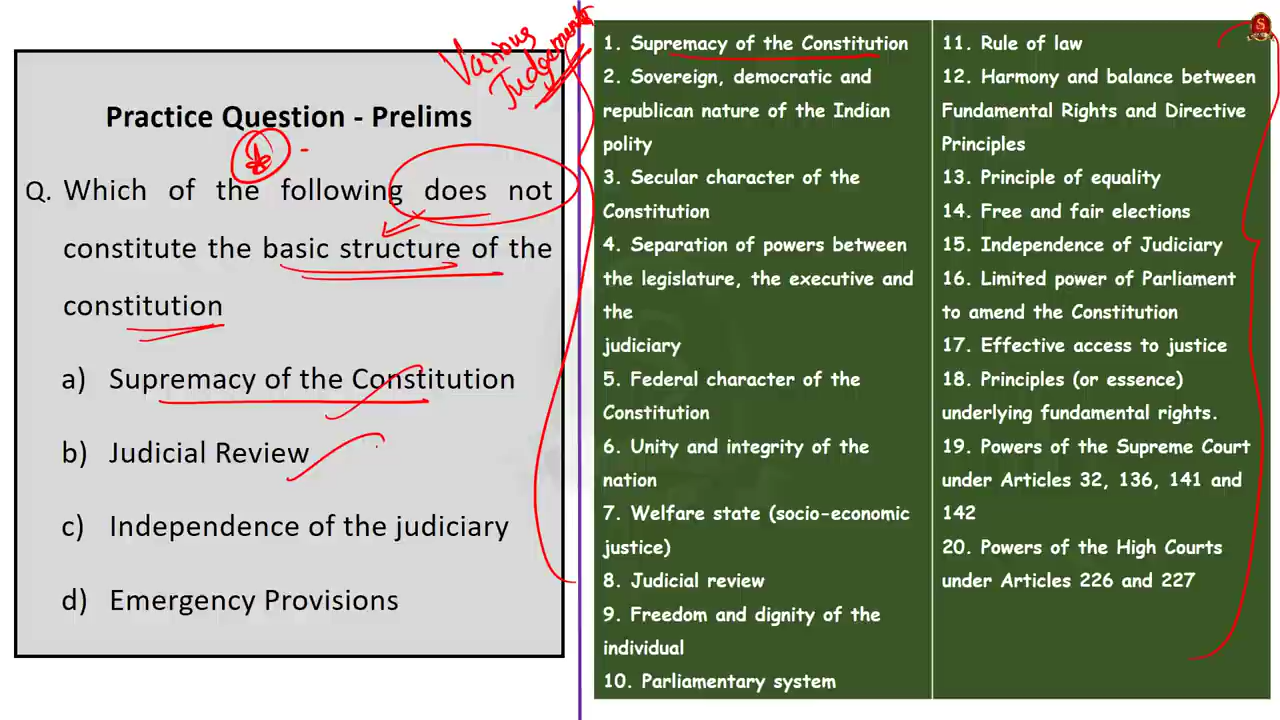 Various
Judgements
Practice Question - Prelims
Q. Which of the following does not
constitute the basic structure of the
constitution
a) Supremacy of the Constitution
b) Judicial Review
c) Independence of the judiciary
d) Emergency Provisions
1. Supremacy of the Constitution
2. Sovereign, democratic and
republican nature of the Indian
polity
3. Secular character of the
Constitution
4. Separation of powers between
the legislature, the executive and
the
judiciary
5. Federal character of the
Constitution
6. Unity and integrity of the
nation
7. Welfare state (socio-economic
justice)
8. Judicial review
9. Freedom and dignity of the
individual
10. Parliamentary system
11. Rule of law
12. Harmony and balance between
Fundamental Rights and Directive
Principles
13. Principle of equality
14. Free and fair elections
15. Independence of Judiciary
16. Limited power of Parliament
to amend the Constitution
17. Effective access to justice
18. Principles (or essence)
underlying fundamental rights.
19. Powers of the Supreme Court
under Articles 32, 136, 141 and
142
20. Powers of the High Courts
under Articles 226 and 227